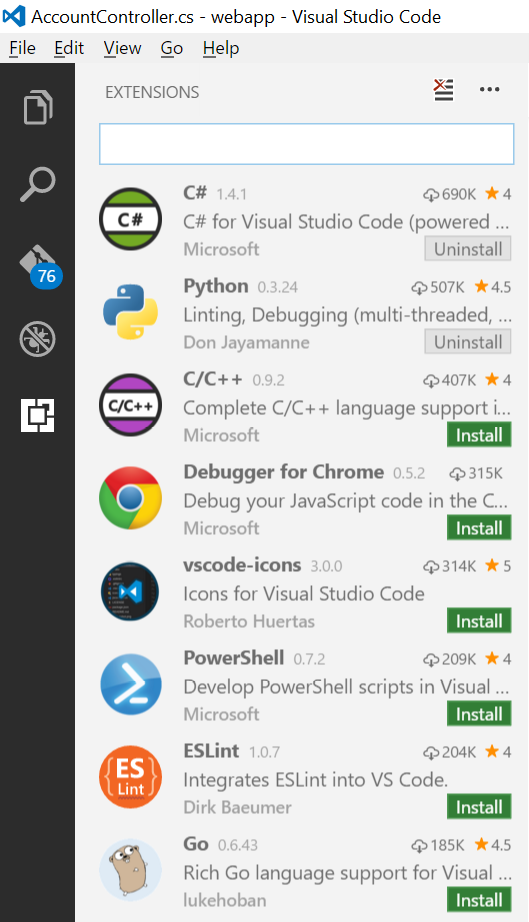 AccountController.cs - webapp - Visual Studio Code
File Edit View Go Help
EXTENSIONS
C# C# 1.4.1 690K 4
C# for Visual Studio Code (powered ...
Microsoft Uninstall
76
Python 0.3.24 507K 4.5
Linting, Debugging (multi-threaded, ...
Don Jayamanne Uninstall
C/C++ C/C++ 0.9.2 407K 4
Complete C/C++ language support i...
Microsoft Install
Debugger for Chrome 0.5.2 315K
Debug your JavaScript code in the C...
Microsoft Install
vscode-icons 3.0.0 314K 5
Icons for Visual Studio Code
Roberto Huertas Install
PowerShell 0.7.2 209K 4
Develop PowerShell scripts in Visual ...
Microsoft Install
{ES Lint} ESLint 1.0.7 204K 4
Integrates ESLint into VS Code.
Dirk Baeumer Install
Go 0.6.43 185K 4.5
Rich Go language support for Visual ...
lukehoban Install